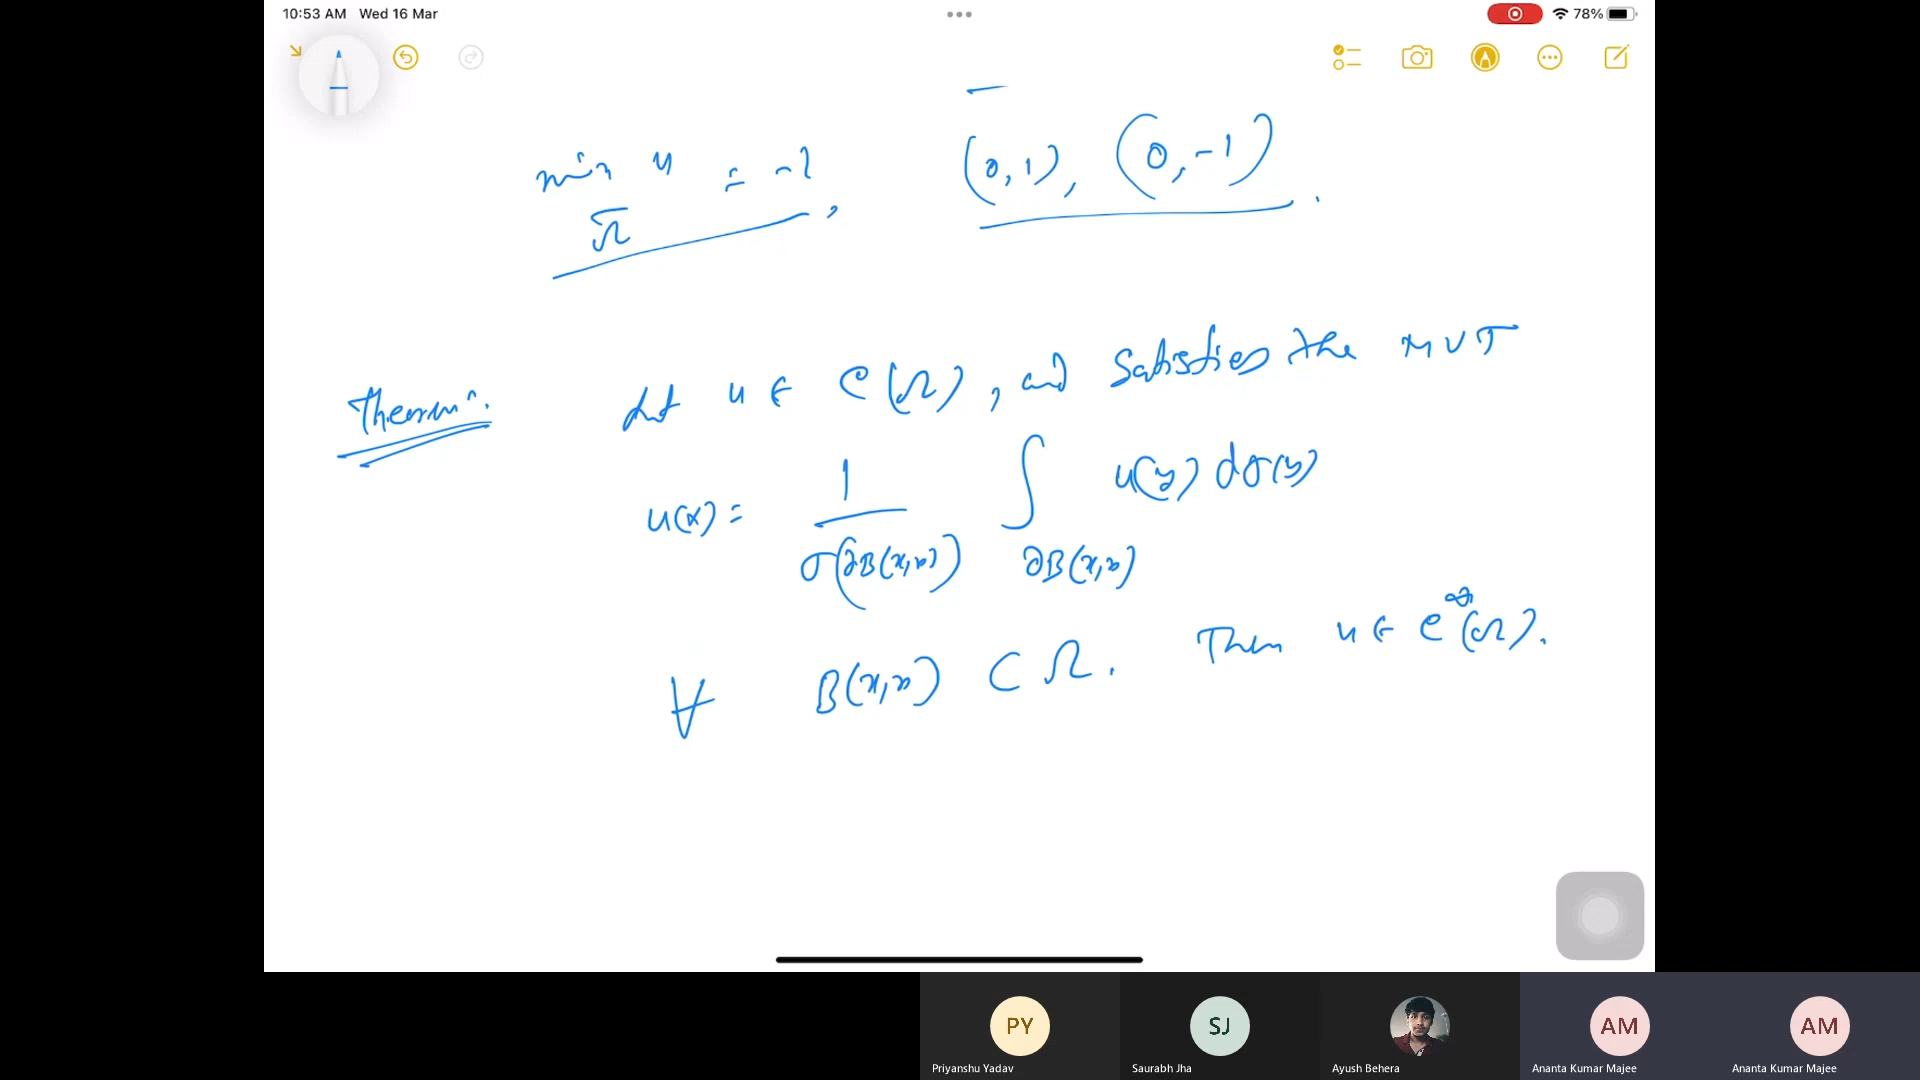 10:53 AM Wed 16 Mar
78%
min u = -1, (0,1), (0,-1).
Ω̄
Theorem: Let u ∈ C(Ω), and satisfies the MVT
u(x) = 1/σ(∂B(x,r)) ∫_{∂B(x,r)} u(y) dσ(y)
∀ B(x,r) ⊂ Ω. Then u ∈ C^∞(Ω).
PY SJ AM AM
Priyanshu Yadav Saurabh Jha Ayush Behera Ananta Kumar Majee Ananta Kumar Majee